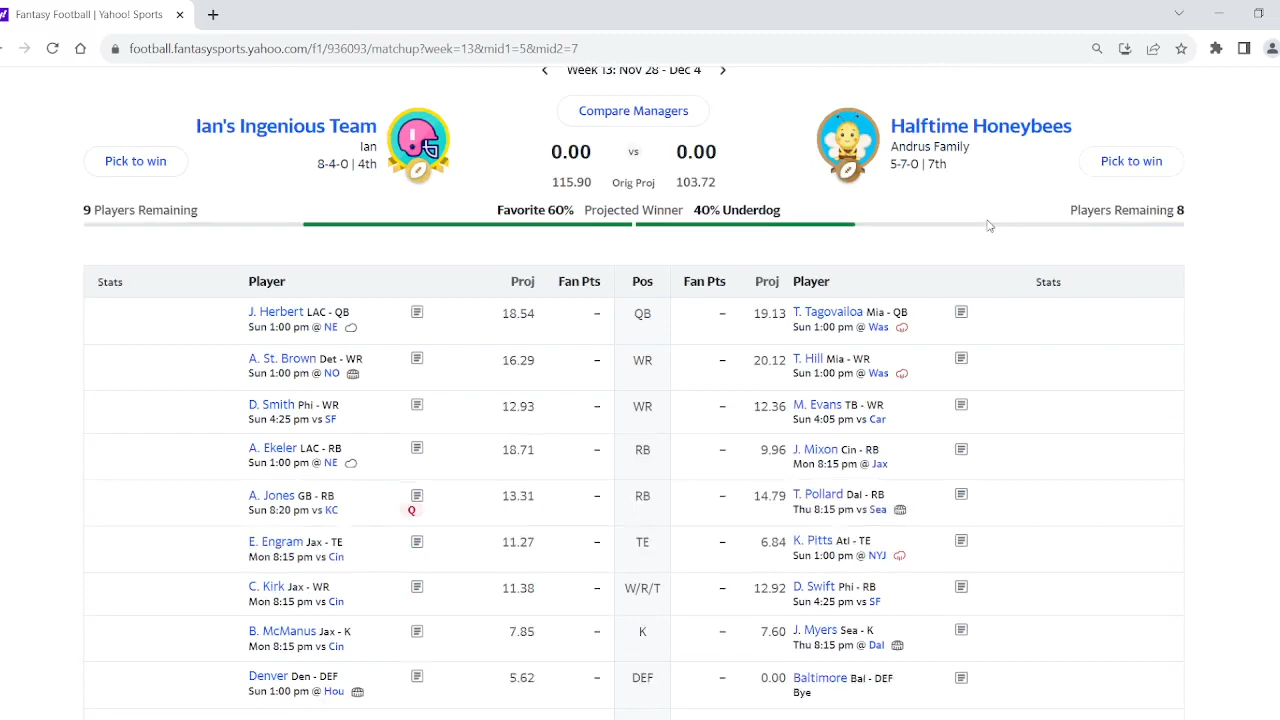 Fantasy Football | Yahoo! Sports
football.fantasysports.yahoo.com/f1/936093/matchup?week=13&mid1=5&mid2=7
Week 13: Nov 28 - Dec 4
Compare Managers
Ian's Ingenious Team
Ian
8-4-0 | 4th
Pick to win
0.00 vs 0.00
115.90 Orig Proj 103.72
Halftime Honeybees
Andrus Family
5-7-0 | 7th
Pick to win
9 Players Remaining
Favorite 60% Projected Winner 40% Underdog
Players Remaining 8
Stats Player Proj Fan Pts Pos Fan Pts Proj Player Stats
J. Herbert LAC - QB 18.54 – QB – 19.13 T. Tagovailoa Mia - QB
Sun 1:00 pm @ NE Sun 1:00 pm @ Was
A. St. Brown Det - WR 16.29 – WR – 20.12 T. Hill Mia - WR
Sun 1:00 pm @ NO Sun 1:00 pm @ Was
D. Smith Phi - WR 12.93 – WR – 12.36 M. Evans TB - WR
Sun 4:25 pm vs SF Sun 4:05 pm vs Car
A. Ekeler LAC - RB 18.71 – RB – 9.96 J. Mixon Cin - RB
Sun 1:00 pm @ NE Mon 8:15 pm @ Jax
A. Jones GB - RB 13.31 – RB – 14.79 T. Pollard Dal - RB
Sun 8:20 pm vs KC Q Thu 8:15 pm vs Sea
E. Engram Jax - TE 11.27 – TE – 6.84 K. Pitts Atl - TE
Mon 8:15 pm vs Cin Sun 1:00 pm @ NYJ
C. Kirk Jax - WR 11.38 – W/R/T – 12.92 D. Swift Phi - RB
Mon 8:15 pm vs Cin Sun 4:25 pm vs SF
B. McManus Jax - K 7.85 – K – 7.60 J. Myers Sea - K
Mon 8:15 pm vs Cin Thu 8:15 pm @ Dal
Denver Den - DEF 5.62 – DEF – 0.00 Baltimore Bal - DEF
Sun 1:00 pm @ Hou Bye